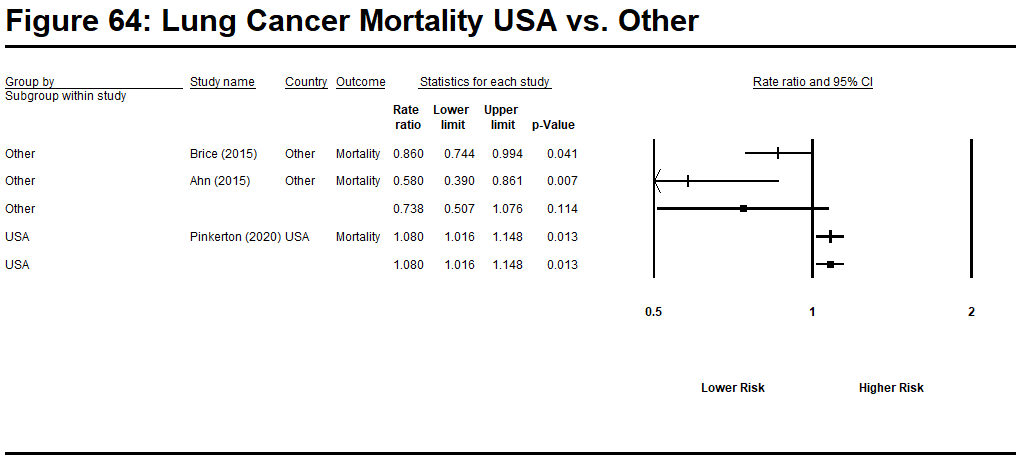 Figure 64: Lung Cancer Mortality USA vs. Other
Group by Study name Country Outcome Statistics for each study Rate ratio and 95% CI
Subgroup within study
Rate Lower Upper
ratio limit limit p-Value
Other Brice (2015) Other Mortality 0.860 0.744 0.994 0.041
Other Ahn (2015) Other Mortality 0.580 0.390 0.861 0.007
Other 0.738 0.507 1.076 0.114
USA Pinkerton (2020) USA Mortality 1.080 1.016 1.148 0.013
USA 1.080 1.016 1.148 0.013
0.5 1 2
Lower Risk Higher Risk